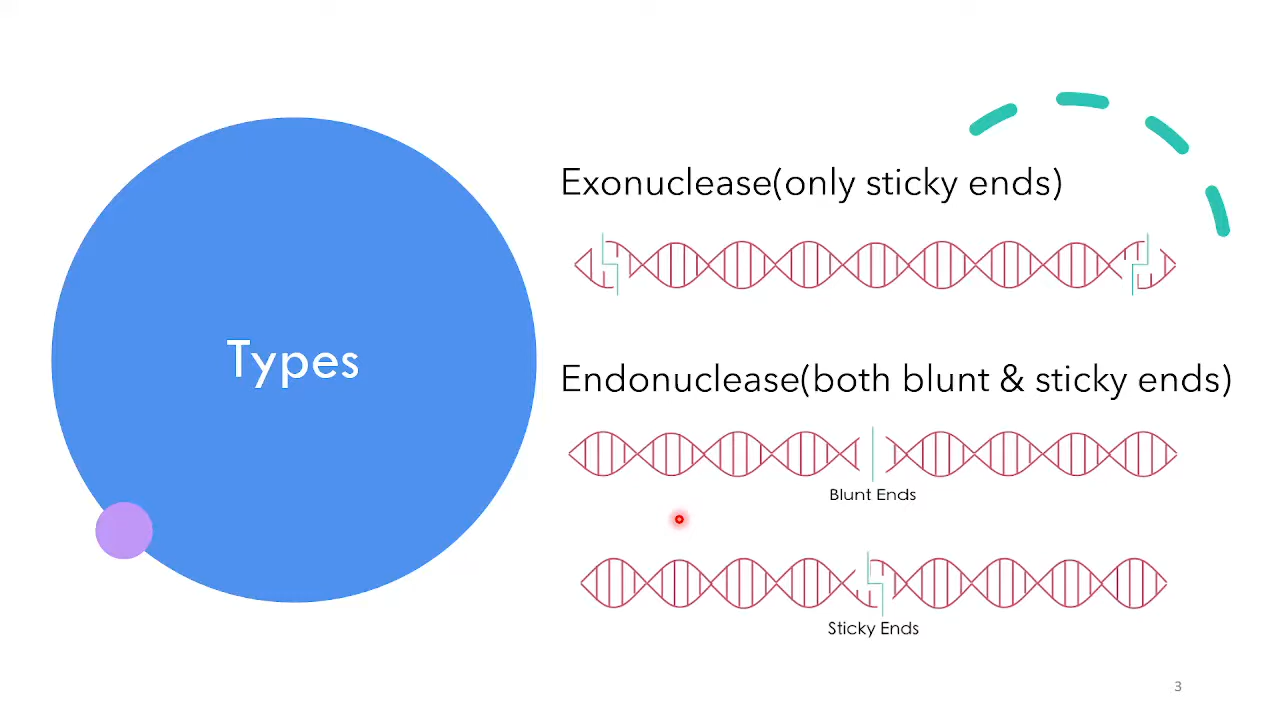 Types
Exonuclease(only sticky ends)
Endonuclease(both blunt & sticky ends)
Blunt Ends
Sticky Ends
3